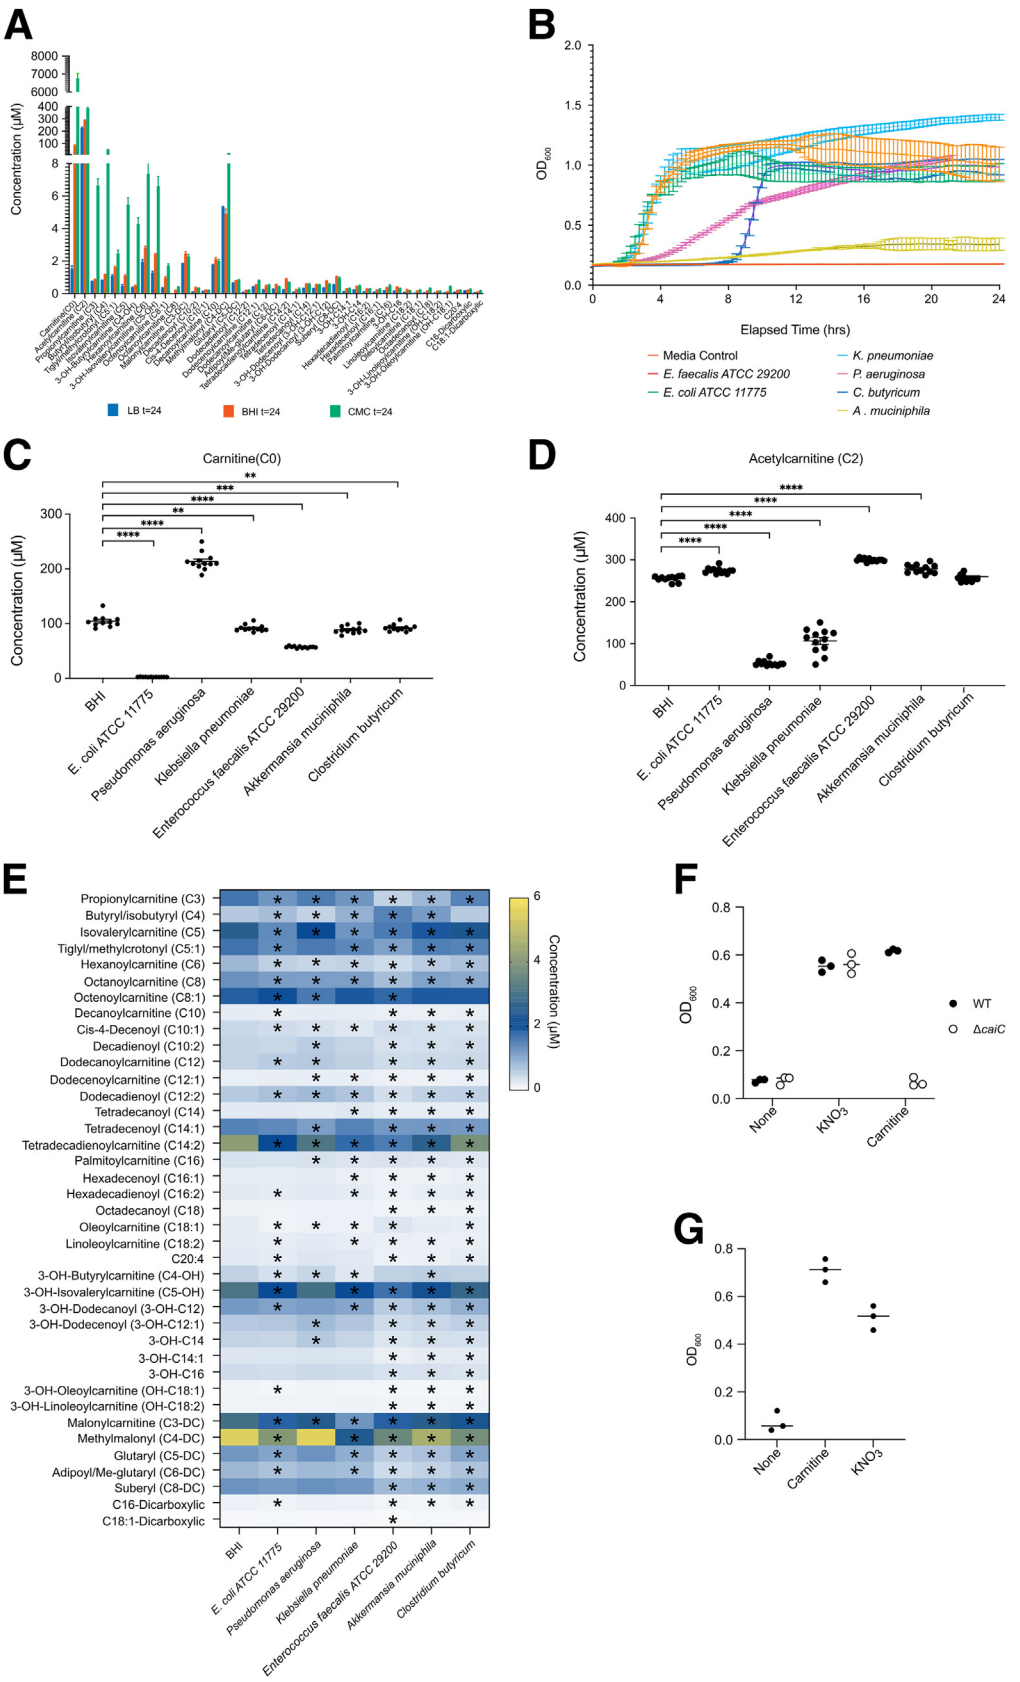 A
8000
7000
6000
400
300
200
100
8
6
4
2
0
Concentration (µM)
Carnitine(C0)
Acetylcarnitine (C2)
LB t=24
BHI t=24
CMC t=24
B
2.0
1.5
1.0
0.5
0.0
OD600
0
4
8
12
16
20
24
Elapsed Time (hrs)
Media Control
E. faecalis ATCC 29200
E. coli ATCC 11775
K. pneumoniae
P. aeruginosa
C. butyricum
A . muciniphila
C
Carnitine(C0)
**
***
****
**
****
****
300
200
100
0
Concentration (µM)
BHI
E. coli ATCC 11775
Pseudomonas aeruginosa
Klebsiella pneumoniae
Enterococcus faecalis ATCC 29200
Akkermansia muciniphila
Clostridium butyricum
D
Acetylcarnitine (C2)
****
****
****
****
****
400
300
200
100
0
Concentration (µM)
BHI
E. coli ATCC 11775
Pseudomonas aeruginosa
Klebsiella pneumoniae
Enterococcus faecalis ATCC 29200
Akkermansia muciniphila
Clostridium butyricum
E
Propionylcarnitine (C3)
Butyryl/isobutyryl (C4)
Isovalerylcarnitine (C5)
Tiglyl/methylcrotonyl (C5:1)
Hexanoylcarnitine (C6)
Octanoylcarnitine (C8)
Octenoylcarnitine (C8:1)
Decanoylcarnitine (C10)
Cis-4-Decenoyl (C10:1)
Decadienoyl (C10:2)
Dodecanoylcarnitine (C12)
Dodecenoylcarnitine (C12:1)
Dodecadienoyl (C12:2)
Tetradecanoyl (C14)
Tetradecenoyl (C14:1)
Tetradecadienoylcarnitine (C14:2)
Palmitoylcarnitine (C16)
Hexadecenoyl (C16:1)
Hexadecadienoyl (C16:2)
Octadecanoyl (C18)
Oleoylcarnitine (C18:1)
Linoleoylcarnitine (C18:2)
C20:4
3-OH-Butyrylcarnitine (C4-OH)
3-OH-Isovalerylcarnitine (C5-OH)
3-OH-Dodecanoyl (3-OH-C12)
3-OH-Dodecenoyl (3-OH-C12:1)
3-OH-C14
3-OH-C14:1
3-OH-C16
3-OH-Oleoylcarnitine (OH-C18:1)
3-OH-Linoleoylcarnitine (OH-C18:2)
Malonylcarnitine (C3-DC)
Methylmalonyl (C4-DC)
Glutaryl (C5-DC)
Adipoyl/Me-glutaryl (C6-DC)
Suberyl (C8-DC)
C16-Dicarboxylic
C18:1-Dicarboxylic
BHI
E. coli ATCC 11775
Pseudomonas aeruginosa
Klebsiella pneumoniae
Enterococcus faecalis ATCC 29200
Akkermansia muciniphila
Clostridium butyricum
6
4
2
0
Concentration (µM)
F
0.8
0.6
0.4
0.2
0.0
OD600
None
KNO3
Carnitine
WT
ΔcaiC
G
0.8
0.6
0.4
0.2
0.0
OD600
None
Carnitine
KNO3